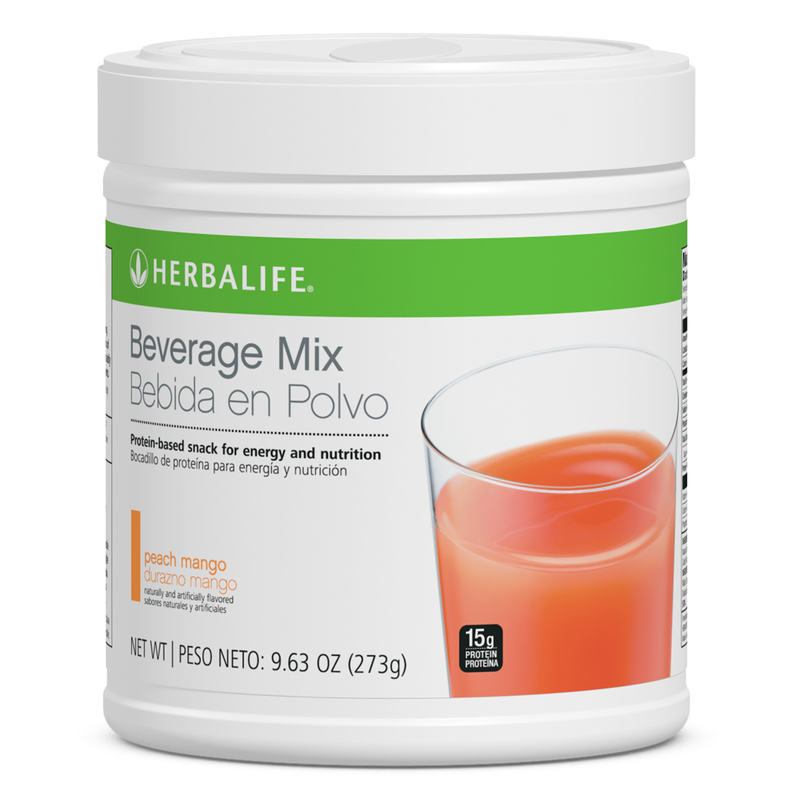 HERBALIFE®
Beverage Mix
Bebida en Polvo
Protein-based snack for energy and nutrition
Bocadillo de proteína para energía y nutrición
peach mango
durazno mango
naturally and artificially flavored
sabores naturales y artificiales
15g
PROTEIN
PROTEÍNA
NET WT | PESO NETO: 9.63 OZ (273g)